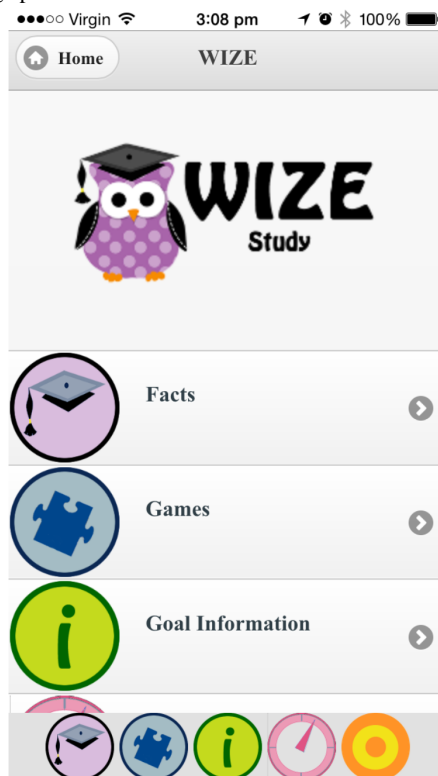 Virgin 3:08 pm 100%
Home WIZE
WIZE
Study
Facts
Games
i Goal Information
i